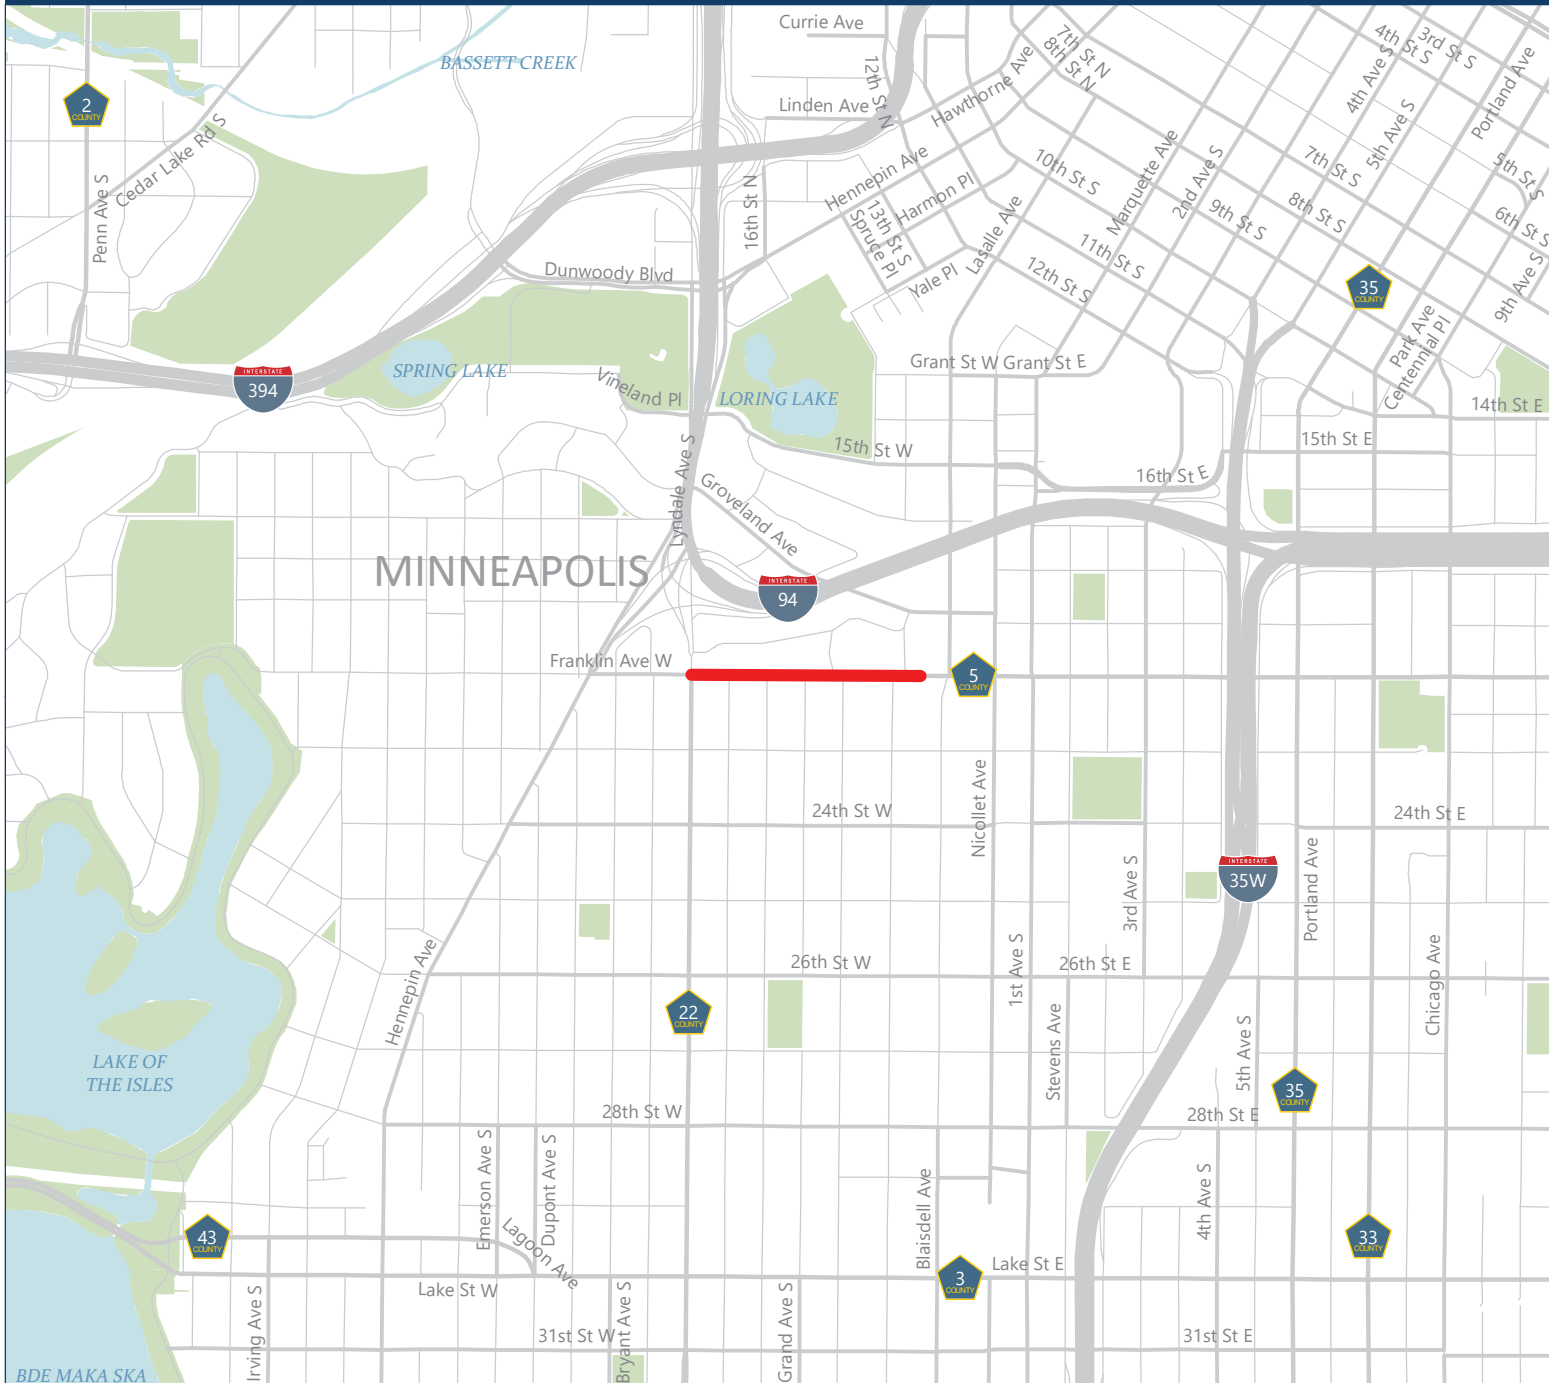 Currie Ave
7th St N
8th St N
4th St S
3rd St S
4th Ave S
Portland Ave
BASSETT CREEK
12th St N
Hawthorne Ave
2
COUNTY
Linden Ave
5th Ave S
Cedar Lake Rd S
Penn Ave S
Hennepin Ave
10th St S
Marquette Ave
2nd Ave S
7th St S
5th St S
16th St N
Harmon Pl
13th St S
Spruce Pl
Lasalle Ave
9th St S
8th St S
6th St S
Dunwoody Blvd
Yale Pl
11th St S
12th St S
35
COUNTY
9th Ave S
Park Ave
Centennial Pl
INTERSTATE
394
SPRING LAKE
Vineland Pl
LORING LAKE
Grant St W
Grant St E
14th St E
15th St W
15th St E
16th St E
Lyndale Ave S
Groveland Ave
MINNEAPOLIS
INTERSTATE
94
Franklin Ave W
5
COUNTY
24th St W
Nicollet Ave
24th St E
3rd Ave S
INTERSTATE
35W
Portland Ave
Hennepin Ave
26th St W
1st Ave S
26th St E
Chicago Ave
22
COUNTY
Stevens Ave
5th Ave S
LAKE OF
THE ISLES
35
COUNTY
28th St W
28th St E
Emerson Ave S
Dupont Ave S
Blaisdell Ave
4th Ave S
43
COUNTY
Lagoon Ave
33
COUNTY
Lake St W
3
COUNTY
Lake St E
Irving Ave S
31st St W
Bryant Ave S
Grand Ave S
31st St E
BDE MAKA SKA